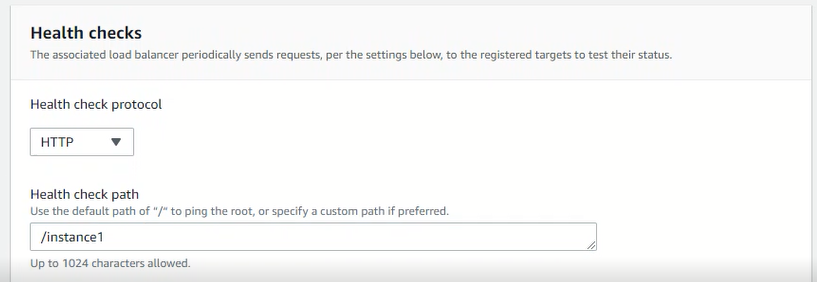 Health checks
The associated load balancer periodically sends requests, per the settings below, to the registered targets to test their status.
Health check protocol
HTTP
Health check path
Use the default path of "/" to ping the root, or specify a custom path if preferred.
/instance1
Up to 1024 characters allowed.